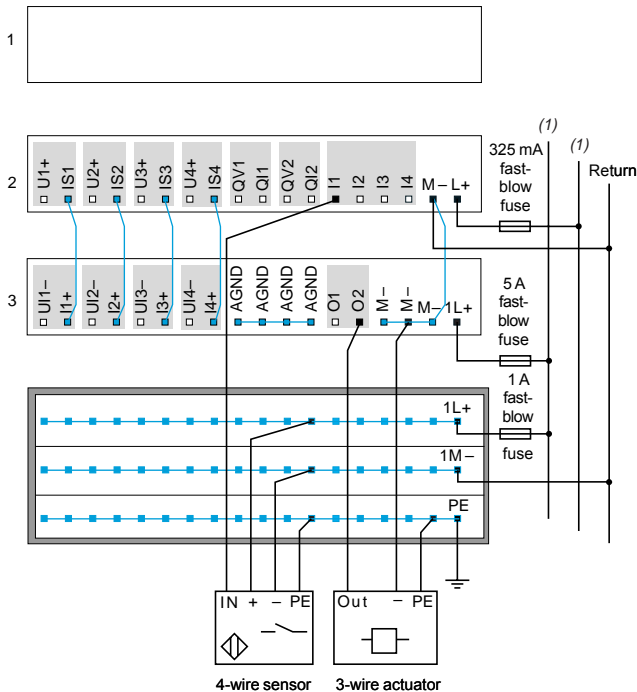 1
(1)
(1)
325 mA
fast-
blow
fuse
Return
2
U1+ IS1 U2+ IS2 U3+ IS3 U4+ IS4 QV1 QI1 QV2 QI2 I1 I2 I3 I4 M– L+
3
UI1– I1+ UI2– I2+ UI3– I3+ UI4– I4+ AGND AGND AGND AGND O1 O2 M– M– M– 1L+
5 A
fast-
blow
fuse
1 A
fast-
blow
fuse
1L+
1M–
PE
IN + – PE
Out – PE
4-wire sensor
3-wire actuator